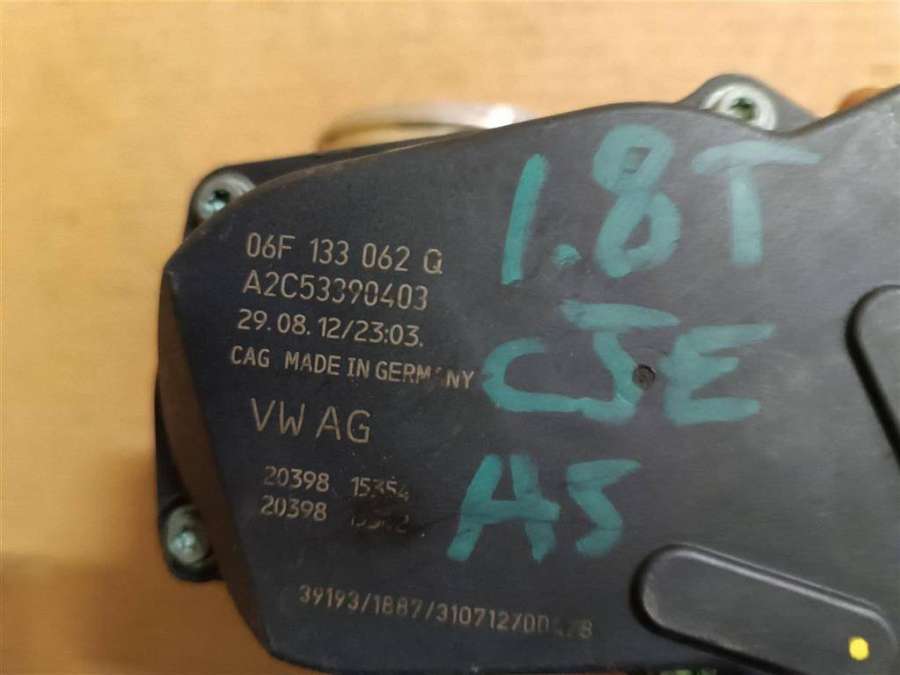 06F 133 062 Q
A2C53390403
29.08.12/23:03.
CAG MADE IN GERMANY
VW AG
20398 15354
20398
1.8T
CJE
A5